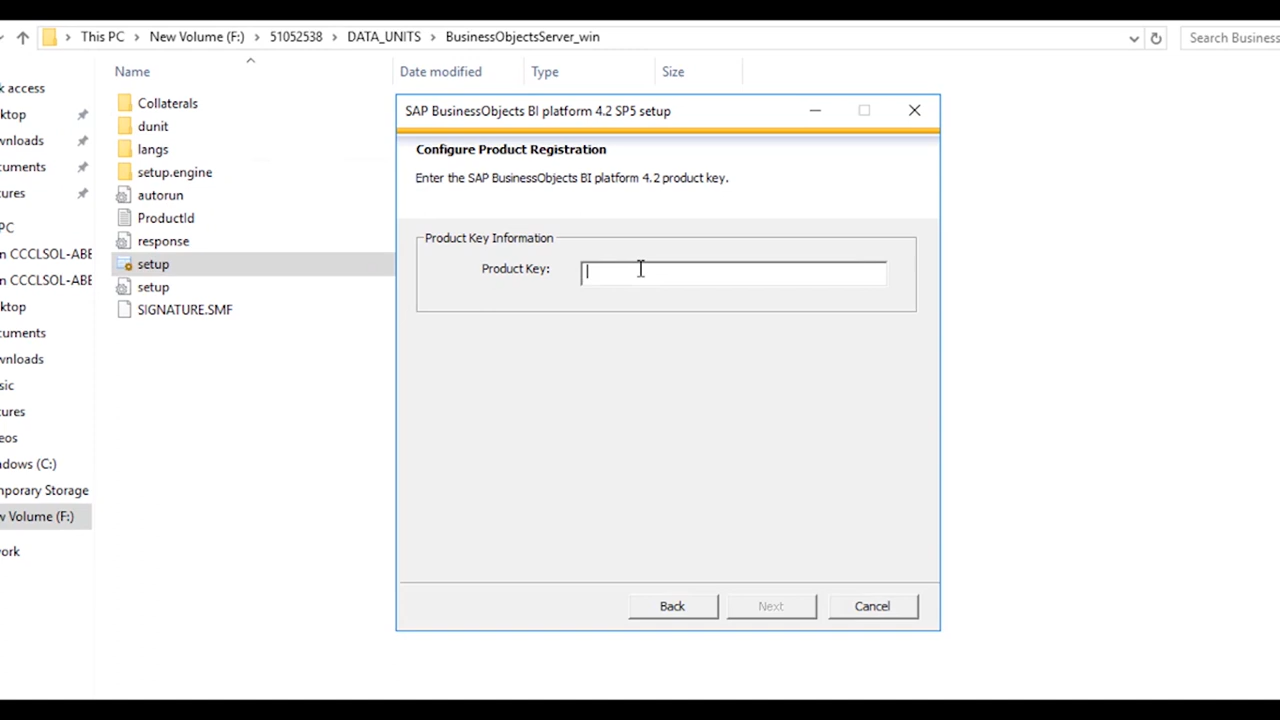 This PC > New Volume (F:) > 51052538 > DATA_UNITS > BusinessObjectsServer_win
Search Business
Name
Date modified
Type
Size
k access
ktop
wnloads
cuments
tures
PC
n CCCLSOL-ABE
n CCCLSOL-ABE
ktop
cuments
wnloads
sic
tures
eos
ndows (C:)
mporary Storage
w Volume (F:)
work
Collaterals
dunit
langs
setup.engine
autorun
ProductId
response
setup
setup
SIGNATURE.SMF
SAP BusinessObjects BI platform 4.2 SP5 setup
Configure Product Registration
Enter the SAP BusinessObjects BI platform 4.2 product key.
Product Key Information
Product Key:
Back
Next
Cancel